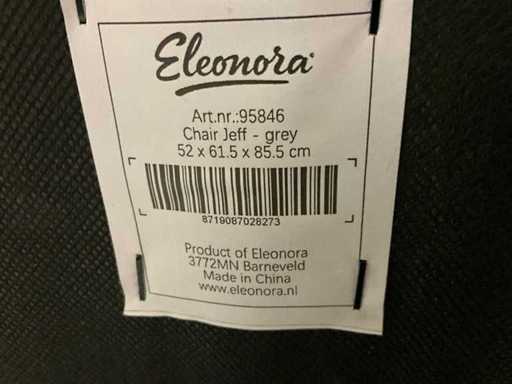 Eleonora
Art.nr.:95846
Chair Jeff - grey
52 x 61.5 x 85.5 cm
8719087028273
Product of Eleonora
3772MN Barneveld
Made in China
www.eleonora.nl